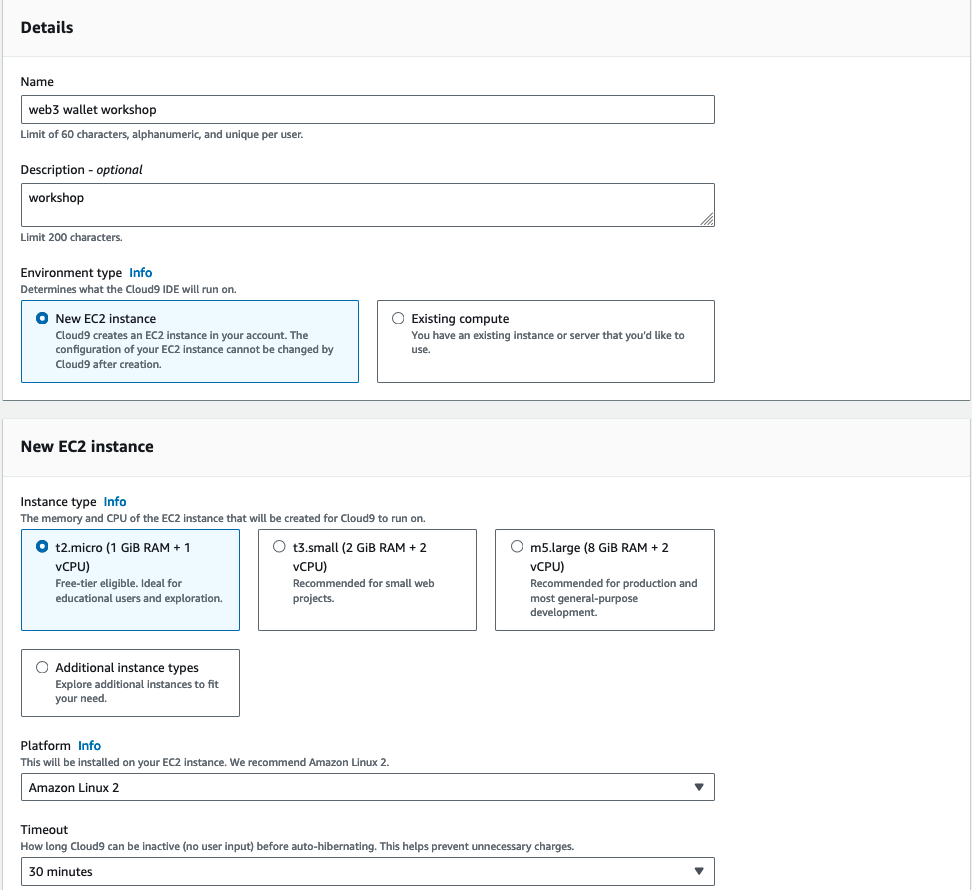 Details
Name
web3 wallet workshop
Limit of 60 characters, alphanumeric, and unique per user.
Description - optional
workshop
Limit 200 characters.
Environment type Info
Determines what the Cloud9 IDE will run on.
New EC2 instance
Cloud9 creates an EC2 instance in your account. The
configuration of your EC2 instance cannot be changed by
Cloud9 after creation.
Existing compute
You have an existing instance or server that you'd like to
use.
New EC2 instance
Instance type Info
The memory and CPU of the EC2 instance that will be created for Cloud9 to run on.
t2.micro (1 GiB RAM + 1
vCPU)
Free-tier eligible. Ideal for
educational users and exploration.
t3.small (2 GiB RAM + 2
vCPU)
Recommended for small web
projects.
m5.large (8 GiB RAM + 2
vCPU)
Recommended for production and
most general-purpose
development.
Additional instance types
Explore additional instances to fit
your need.
Platform Info
This will be installed on your EC2 instance. We recommend Amazon Linux 2.
Amazon Linux 2
Timeout
How long Cloud9 can be inactive (no user input) before auto-hibernating. This helps prevent unnecessary charges.
30 minutes